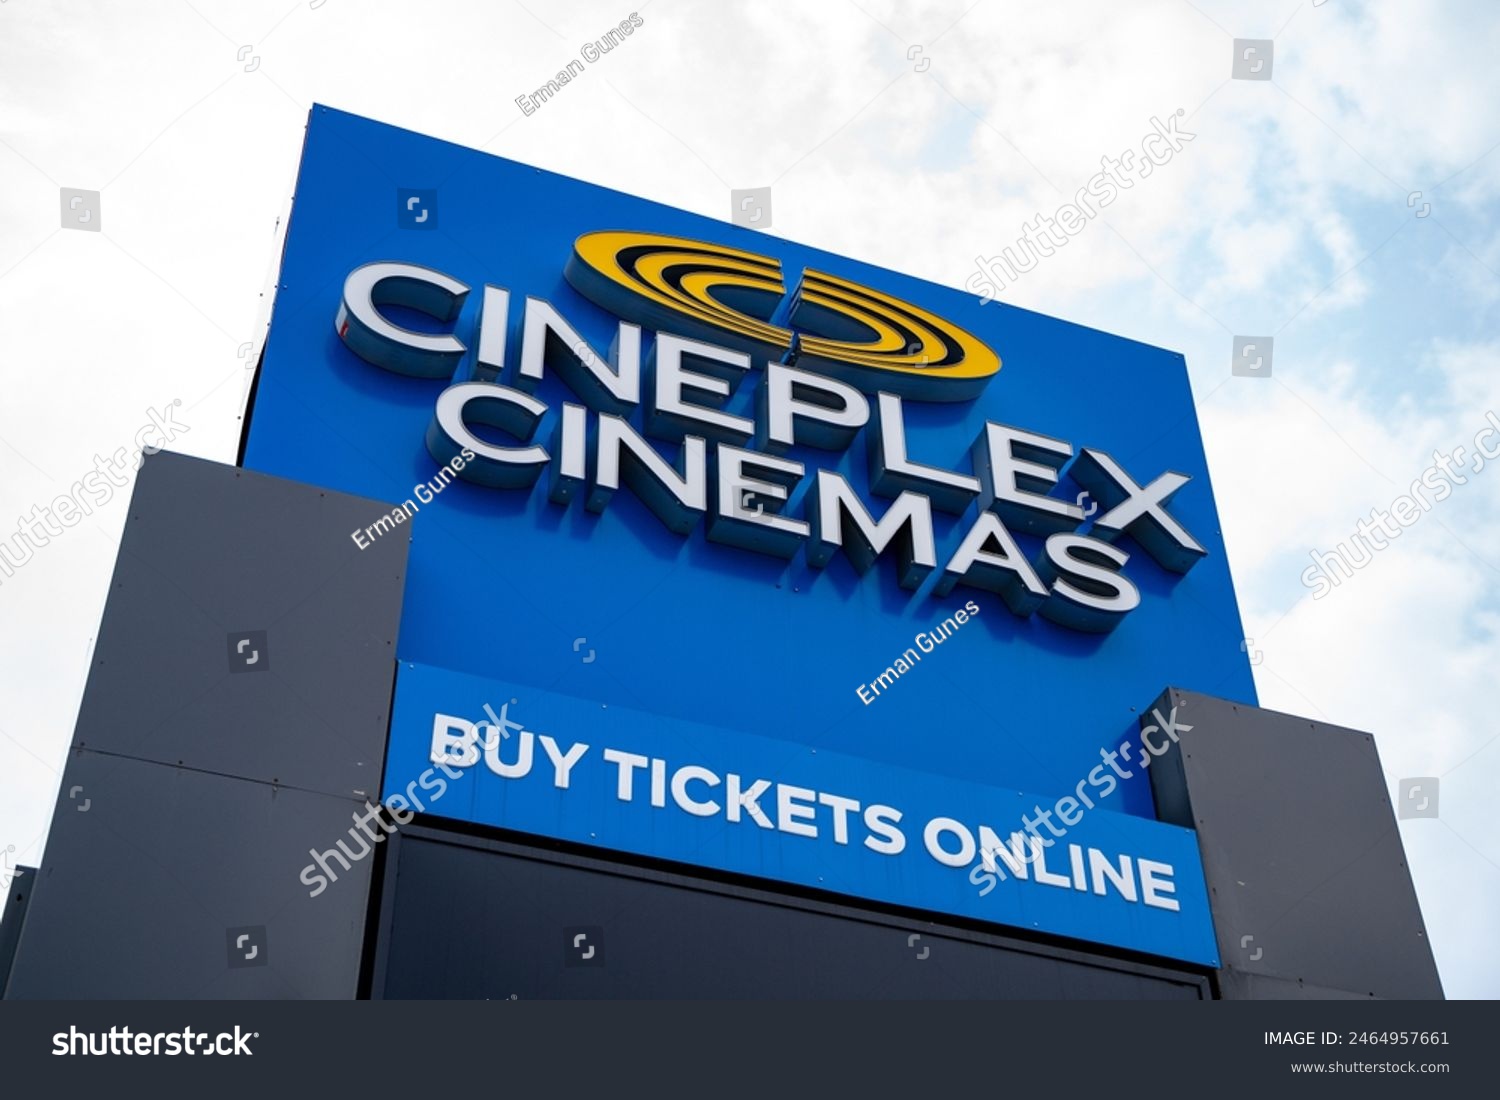 CINEPLEX
CINEMAS
BUY TICKETS ONLINE
Erman Gunes
shutterstock
shutterstock
Erman Gunes
shutterstock
Erman Gunes
shutterstock
shutterstock
shutterstock
IMAGE ID: 2464957661
www.shutterstock.com